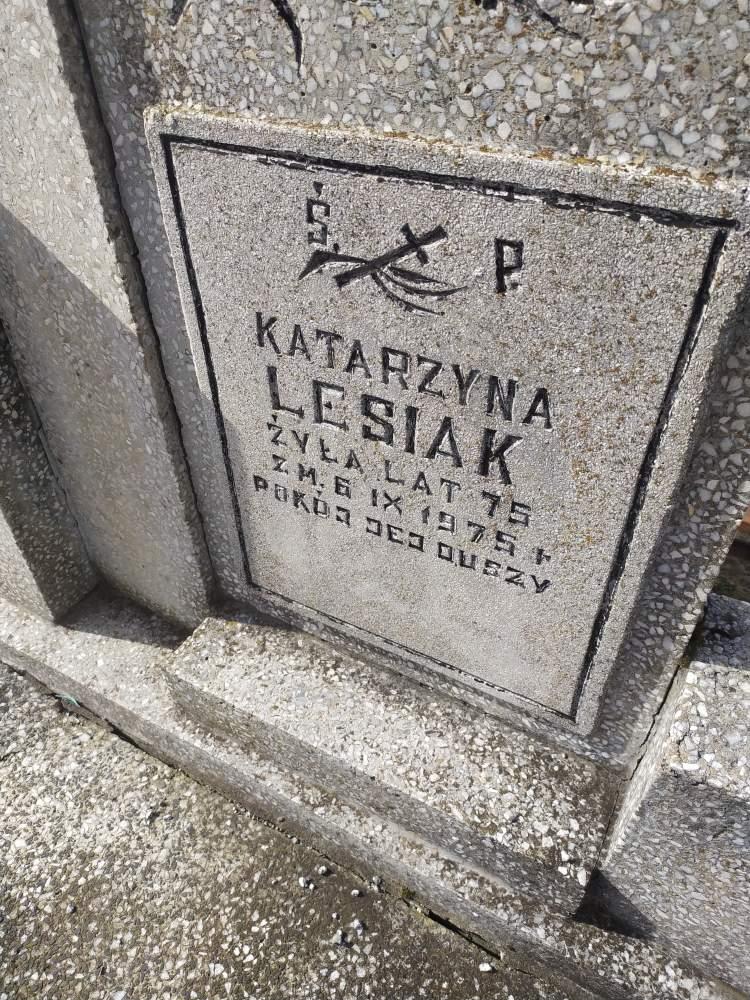 Ś. P.
KATARZYNA
LESIAK
ŻYŁA LAT 75
ZM. 6 IX 1975 r
POKÓJ JEJ DUSZY